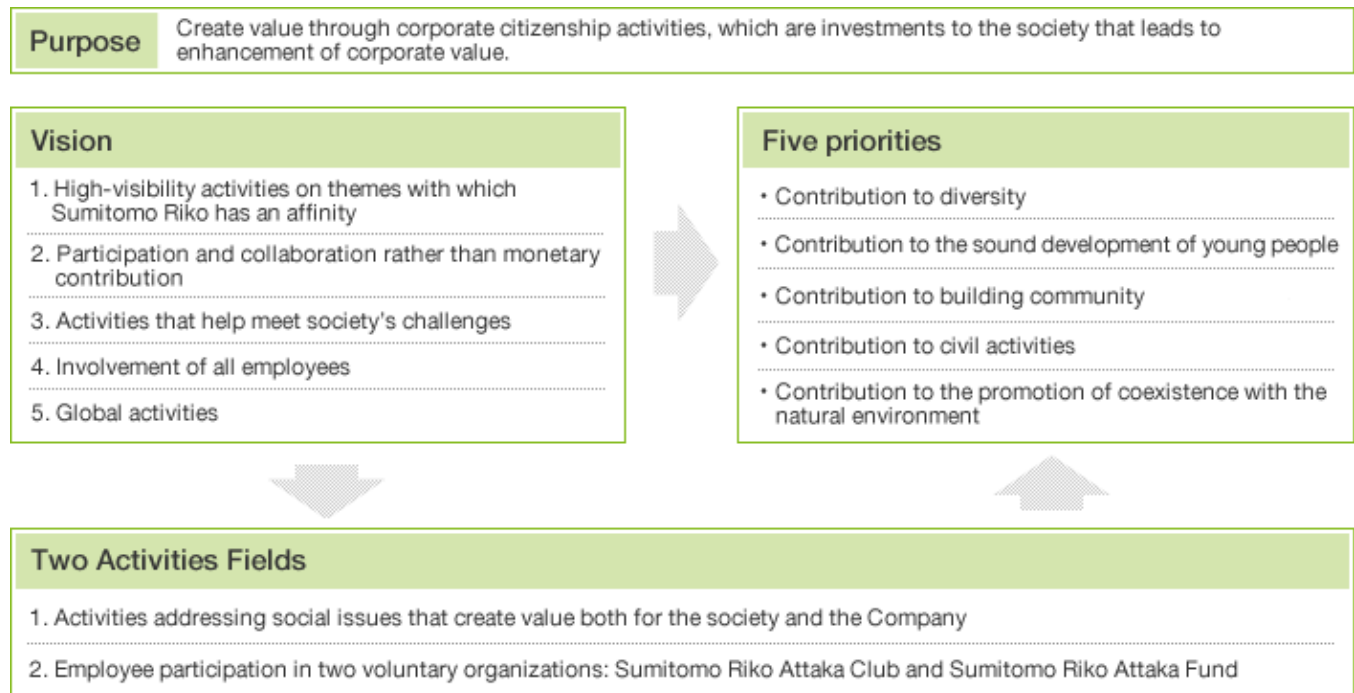 Purpose
Create value through corporate citizenship activities, which are investments to the society that leads to
enhancement of corporate value.
Vision
1. High-visibility activities on themes with which
Sumitomo Riko has an affinity
2. Participation and collaboration rather than monetary
contribution
3. Activities that help meet society's challenges
4. Involvement of all employees
5. Global activities
Five priorities
・Contribution to diversity
・Contribution to the sound development of young people
・Contribution to building community
・Contribution to civil activities
・Contribution to the promotion of coexistence with the
natural environment
Two Activities Fields
1. Activities addressing social issues that create value both for the society and the Company
2. Employee participation in two voluntary organizations: Sumitomo Riko Attaka Club and Sumitomo Riko Attaka Fund